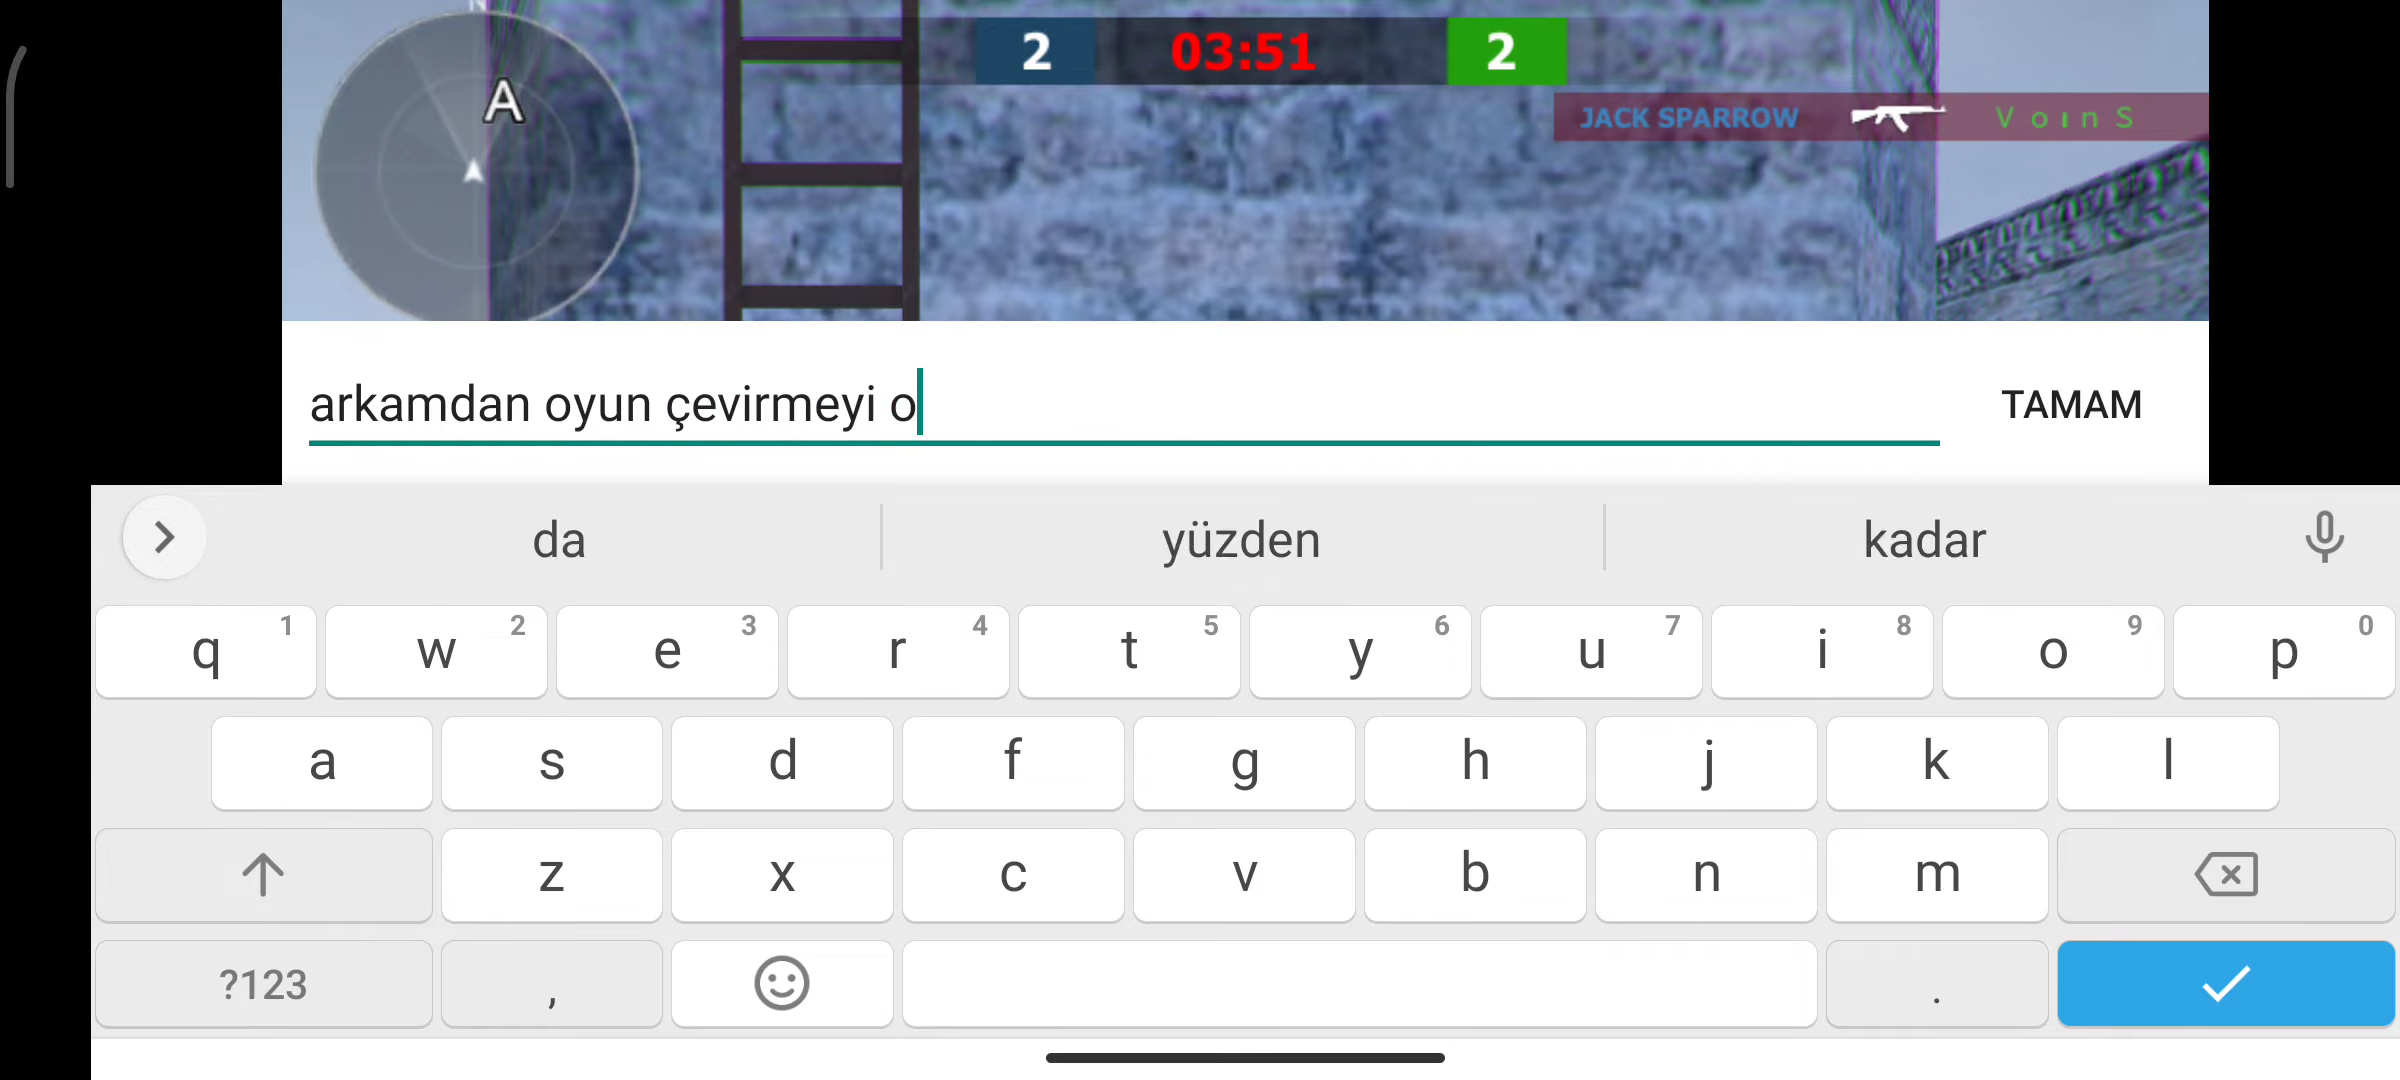 N
A
2 03:51 2
JACK SPARROW V o ı n S
arkamdan oyun çevirmeyi o
TAMAM
da yüzden kadar
q 1 w 2 e 3 r 4 t 5 y 6 u 7 i 8 o 9 p 0
a s d f g h j k l
z x c v b n m
?123 , .